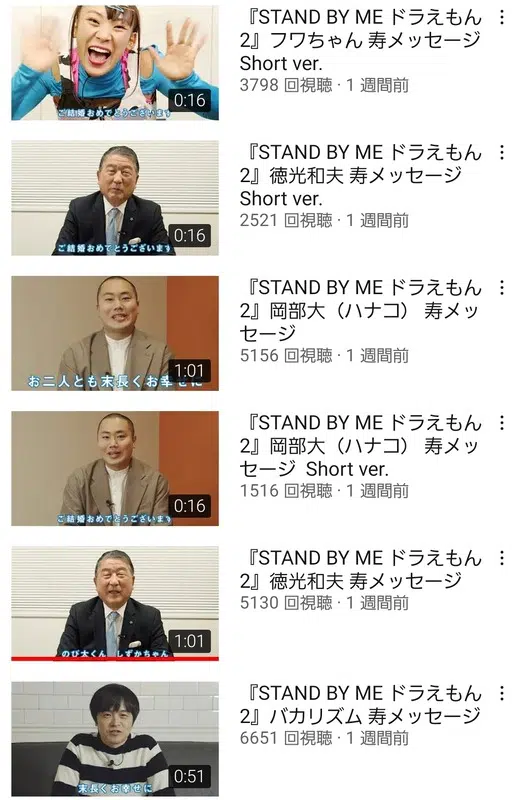 0:16
ご結婚おめでとうございます
『STAND BY ME ドラえもん
2』フワちゃん 寿メッセージ
Short ver.
3798 回視聴 · 1 週間前
0:16
ご結婚おめでとうございます
『STAND BY ME ドラえもん
2』徳光和夫 寿メッセージ
Short ver.
2521 回視聴 · 1 週間前
1:01
お二人とも末長くお幸せに
『STAND BY ME ドラえもん
2』岡部大（ハナコ） 寿メッ
セージ
5156 回視聴 · 1 週間前
0:16
ご結婚おめでとうございます
『STAND BY ME ドラえもん
2』岡部大（ハナコ） 寿メッ
セージ Short ver.
1516 回視聴 · 1 週間前
1:01
のび太くん しずかちゃん
『STAND BY ME ドラえもん
2』徳光和夫 寿メッセージ
5130 回視聴 · 1 週間前
0:51
末長くお幸せに
『STAND BY ME ドラえもん
2』バカリズム 寿メッセージ
6651 回視聴 · 1 週間前